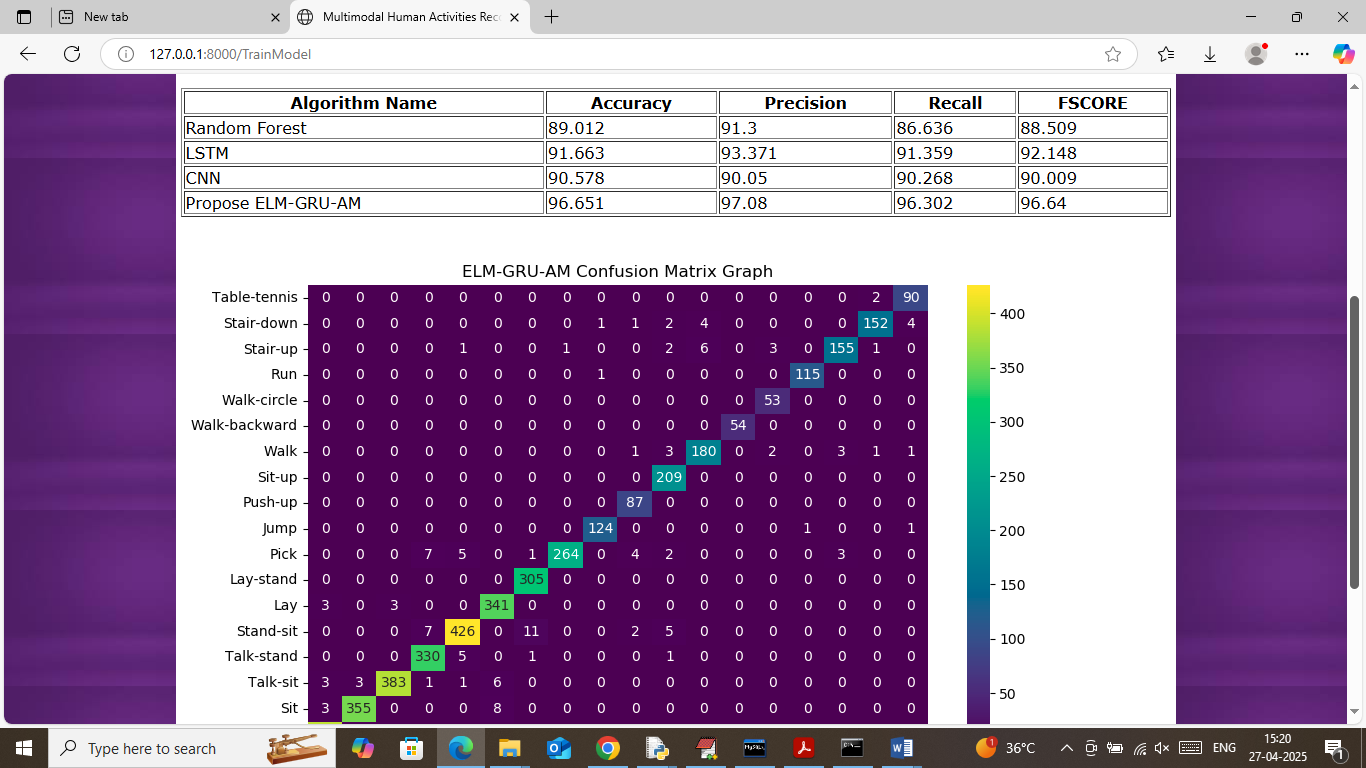 New tab
Multimodal Human Activities Rec
127.0.0.1:8000/TrainModel
Algorithm Name Accuracy Precision Recall FSCORE
Random Forest 89.012 91.3 86.636 88.509
LSTM 91.663 93.371 91.359 92.148
CNN 90.578 90.05 90.268 90.009
Propose ELM-GRU-AM 96.651 97.08 96.302 96.64
ELM-GRU-AM Confusion Matrix Graph
Table-tennis 0 0 0 0 0 0 0 0 0 0 0 0 0 0 0 0 2 90
Stair-down 0 0 0 0 0 0 0 0 1 1 2 4 0 0 0 0 152 4
Stair-up 0 0 0 0 1 0 0 1 0 0 2 6 0 3 0 155 1 0
Run 0 0 0 0 0 0 0 0 1 0 0 0 0 0 115 0 0 0
Walk-circle 0 0 0 0 0 0 0 0 0 0 0 0 0 53 0 0 0 0
Walk-backward 0 0 0 0 0 0 0 0 0 0 0 0 54 0 0 0 0 0
Walk 0 0 0 0 0 0 0 0 0 1 3 180 0 2 0 3 1 1
Sit-up 0 0 0 0 0 0 0 0 0 0 209 0 0 0 0 0 0 0
Push-up 0 0 0 0 0 0 0 0 0 87 0 0 0 0 0 0 0 0
Jump 0 0 0 0 0 0 0 0 124 0 0 0 0 0 1 0 0 1
Pick 0 0 0 7 5 0 1 264 0 4 2 0 0 0 0 3 0 0
Lay-stand 0 0 0 0 0 0 305 0 0 0 0 0 0 0 0 0 0 0
Lay 3 0 3 0 0 341 0 0 0 0 0 0 0 0 0 0 0 0
Stand-sit 0 0 0 7 426 0 11 0 0 2 5 0 0 0 0 0 0 0
Talk-stand 0 0 0 330 5 0 1 0 0 0 1 0 0 0 0 0 0 0
Talk-sit 3 3 383 1 1 6 0 0 0 0 0 0 0 0 0 0 0 0
Sit 3 355 0 0 0 8 0 0 0 0 0 0 0 0 0 0 0 0
400
350
300
250
200
150
100
50
Type here to search
1
36°C
ENG
15:20
27-04-2025
1